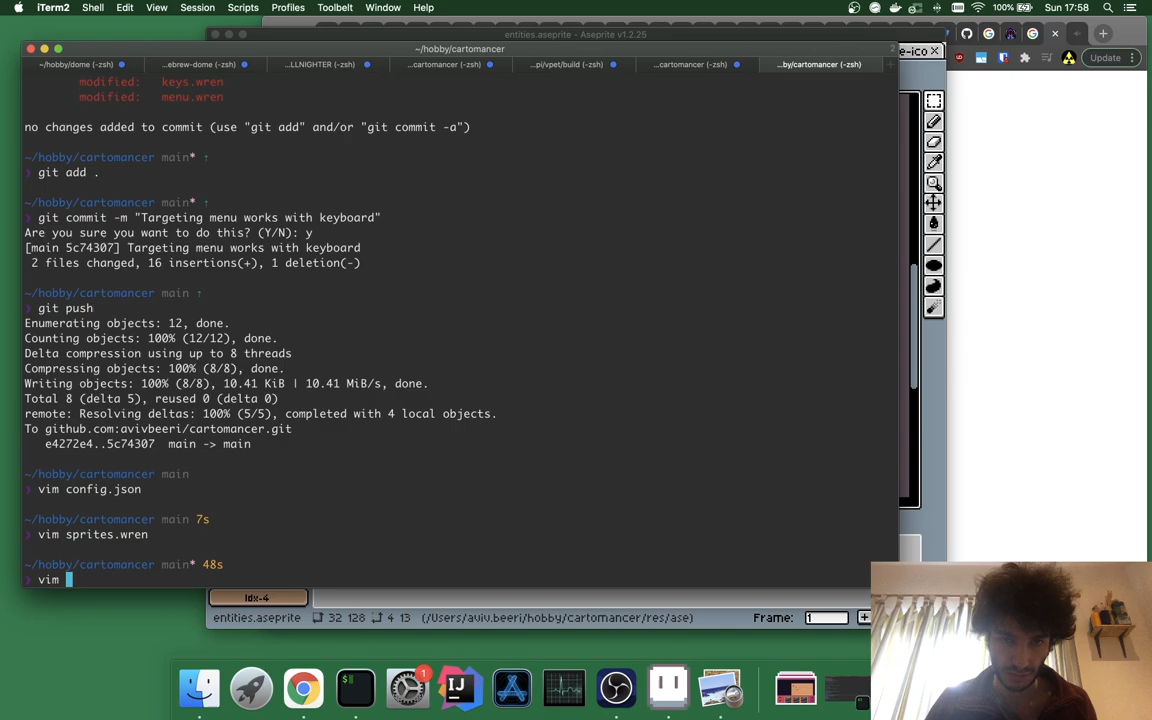 iTerm2 Shell Edit View Session Scripts Profiles Toolbelt Window Help 100% Sun 17:58
entities.aseprite - Aseprite v1.2.25
~/hobby/cartomancer
2
~/hobby/dome (-zsh) ...ebrew-dome (-zsh) ...LLNIGHTER (-zsh) ...cartomancer (-zsh) ...pi/vpet/build (-zsh) ...cartomancer (-zsh) ...by/cartomancer (-zsh)
ane-ico
Update
modified: keys.wren
modified: menu.wren
no changes added to commit (use "git add" and/or "git commit -a")
~/hobby/cartomancer main* ↑
❯ git add .
~/hobby/cartomancer main* ↑
❯ git commit -m "Targeting menu works with keyboard"
Are you sure you want to do this? (Y/N): y
[main 5c74307] Targeting menu works with keyboard
2 files changed, 16 insertions(+), 1 deletion(-)
~/hobby/cartomancer main ↑
❯ git push
Enumerating objects: 12, done.
Counting objects: 100% (12/12), done.
Delta compression using up to 8 threads
Compressing objects: 100% (8/8), done.
Writing objects: 100% (8/8), 10.41 KiB | 10.41 MiB/s, done.
Total 8 (delta 5), reused 0 (delta 0)
remote: Resolving deltas: 100% (5/5), completed with 4 local objects.
To github.com:avivbeeri/cartomancer.git
e4272e4..5c74307 main -> main
~/hobby/cartomancer main
❯ vim config.json
~/hobby/cartomancer main 7s
❯ vim sprites.wren
~/hobby/cartomancer main* 48s
❯ vim
Idx-4
entities.aseprite 32 128 4 13 (/Users/aviv.beeri/hobby/cartomancer/res/ase) Frame: 1
1